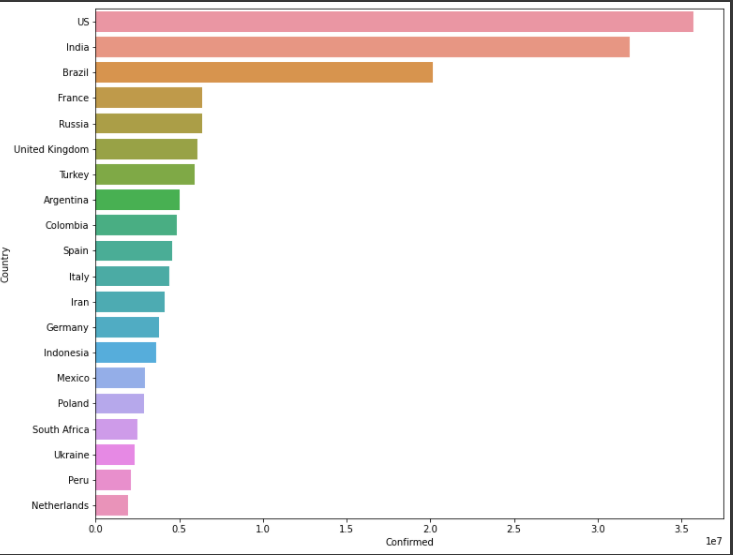 US
India
Brazil
France
Russia
United Kingdom
Turkey
Argentina
Colombia
Spain
Italy
Iran
Germany
Indonesia
Mexico
Poland
South Africa
Ukraine
Peru
Netherlands
Country
0.0 0.5 1.0 1.5 2.0 2.5 3.0 3.5
Confirmed
1e7